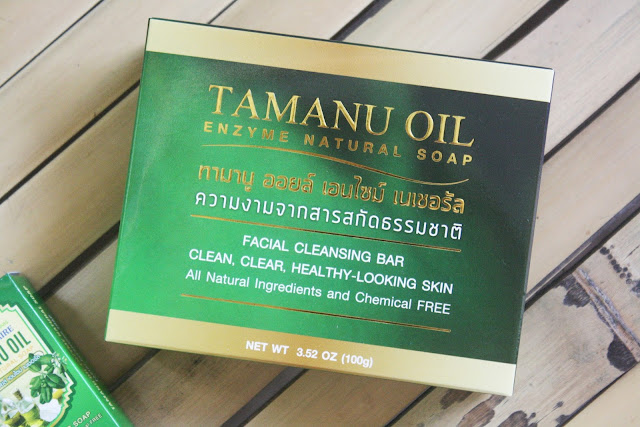 TAMANU OIL
ENZYME NATURAL SOAP
ทามานู ออยล์ เอนไซม์ เนเชอรัล
ความงามจากสารสกัดธรรมชาติ
FACIAL CLEANSING BAR
CLEAN, CLEAR, HEALTHY-LOOKING SKIN
All Natural Ingredients and Chemical FREE
NET WT 3.52 OZ (100g)
U OIL
SOAP